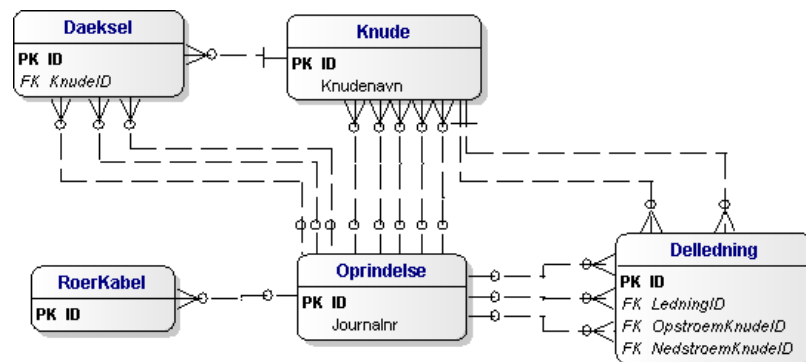 Daeksel
PK ID
FK KnudeID
Knude
PK ID
Knudenavn
RoerKabel
PK ID
Oprindelse
PK ID
Journalnr
Delledning
PK ID
FK LedningID
FK OpstroemKnudeID
FK NedstroemKnudeID